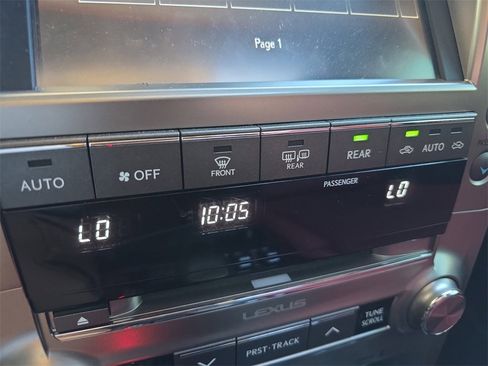 Page 1
AUTO
OFF
FRONT
REAR
REAR
AUTO
PASSENGER
LO
10:05
LO
LEXUS
PRST·TRACK
TUNE
SCROLL